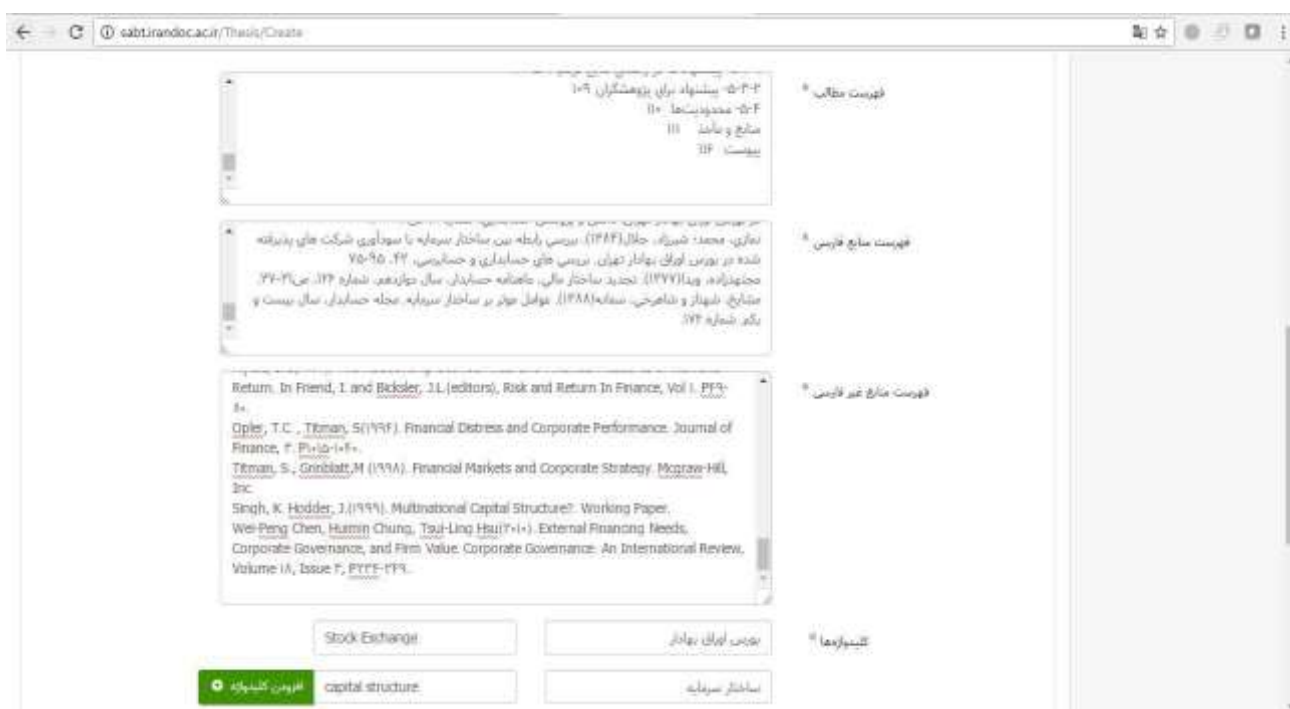 sabt.irandoc.ac.ir/Thesis/Create
فهرست مطالب *
۵-۳-۲- پیشنهاد برای پژوهشگران ۱۰۹
۵-۴- محدودیت‌ها ۱۱۰
منابع و مآخذ ۱۱۱
پیوست ۱۱۶
فهرست منابع فارسی *
نمازی، محمد؛ شیرزاد، جلال(۱۳۸۴). بررسی رابطه بین ساختار سرمایه با سودآوری شرکت های پذیرفته
شده در بورس اوراق بهادار تهران. بررسی های حسابداری و حسابرسی، ۴۲، ۹۵-۷۵
مجتهدزاده، ویدا(۱۳۷۷). تجدید ساختار مالی. ماهنامه حسابدار، سال دوازدهم، شماره ۱۲۶، ص۳۱-۳۷.
مشایخ، شهناز و شاهرخی، سمانه(۱۳۸۸). عوامل موثر بر ساختار سرمایه. مجله حسابدار، سال بیست و
یکم، شماره ۱۷۴.
فهرست منابع غیر فارسی *
Return. In Friend, I. and Bicksler, J.L.(editors), Risk and Return In Finance, Vol I. P۴۹-
۶۰.
Opler, T.C. , Titman, S(۱۹۹۴). Financial Distress and Corporate Performance. Journal of
Finance, ۳. P۱۰۱۵-۱۰۴۰.
Titman, S., Grinblatt,M (۱۹۹۸). Financial Markets and Corporate Strategy. Mcgraw-Hill,
Inc.
Singh, K. Hodder, J.(۱۹۹۹). Multinational Capital Structure?. Working Paper.
Wei-Peng Chen, Huimin Chung, Tsui-Ling Hsu(۲۰۱۰). External Financing Needs,
Corporate Governance, and Firm Value. Corporate Governance: An International Review,
Volume ۱۸, Issue ۳, P۲۳۴-۲۴۹.
کلیدواژه‌ها *
بورس اوراق بهادار
Stock Exchange
ساختار سرمایه
capital structure
افزودن کلیدواژه